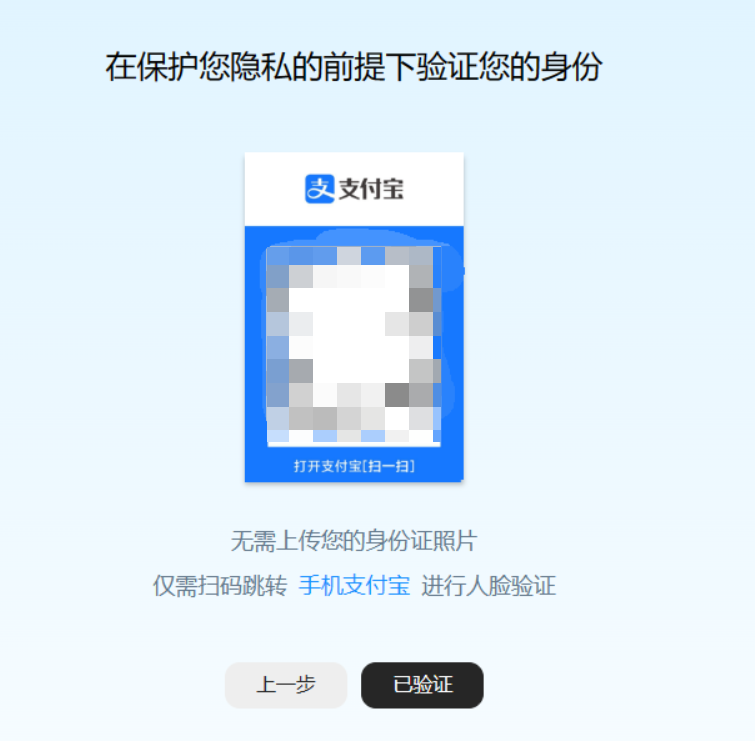 在保护您隐私的前提下验证您的身份
支 支付宝
打开支付宝[扫一扫]
无需上传您的身份证照片
仅需扫码跳转 手机支付宝 进行人脸验证
上一步 已验证